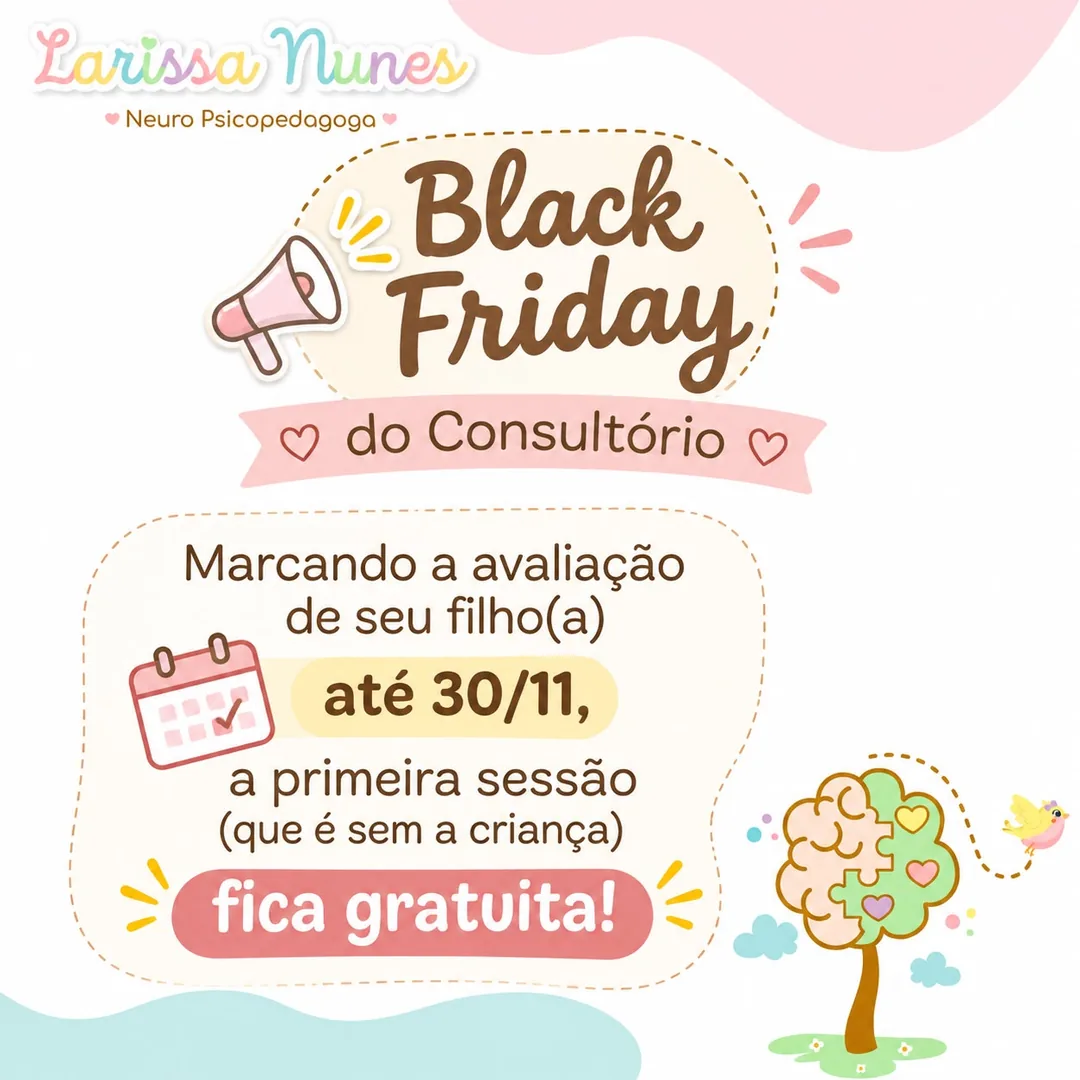 Larissa Nunes
Neuro Psicopedagoga
Black
Friday
do Consultório
Marcando a avaliação
de seu filho(a)
até 30/11,
a primeira sessão
(que é sem a criança)
fica gratuita!